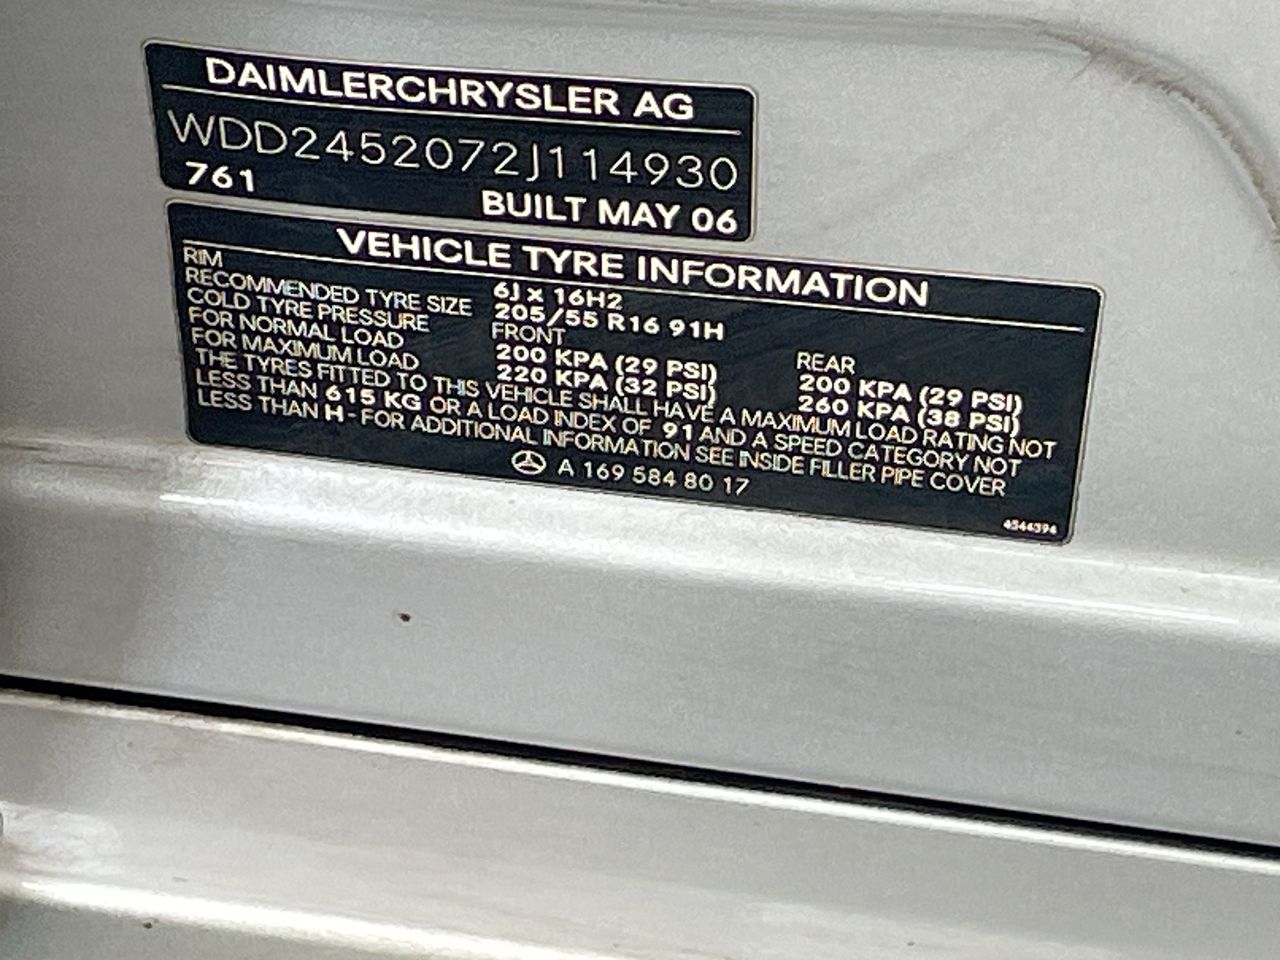 DAIMLERCHRYSLER AG
WDD2452072J114930
761
BUILT MAY 06
VEHICLE TYRE INFORMATION
RIM 6J x 16H2
RECOMMENDED TYRE SIZE 205/55 R16 91H
COLD TYRE PRESSURE FRONT REAR
FOR NORMAL LOAD 200 KPA (29 PSI) 200 KPA (29 PSI)
FOR MAXIMUM LOAD 220 KPA (32 PSI) 260 KPA (38 PSI)
THE TYRES FITTED TO THIS VEHICLE SHALL HAVE A MAXIMUM LOAD RATING NOT
LESS THAN 615 KG OR A LOAD INDEX OF 91 AND A SPEED CATEGORY NOT
LESS THAN H - FOR ADDITIONAL INFORMATION SEE INSIDE FILLER PIPE COVER
A 169 584 80 17
4544394